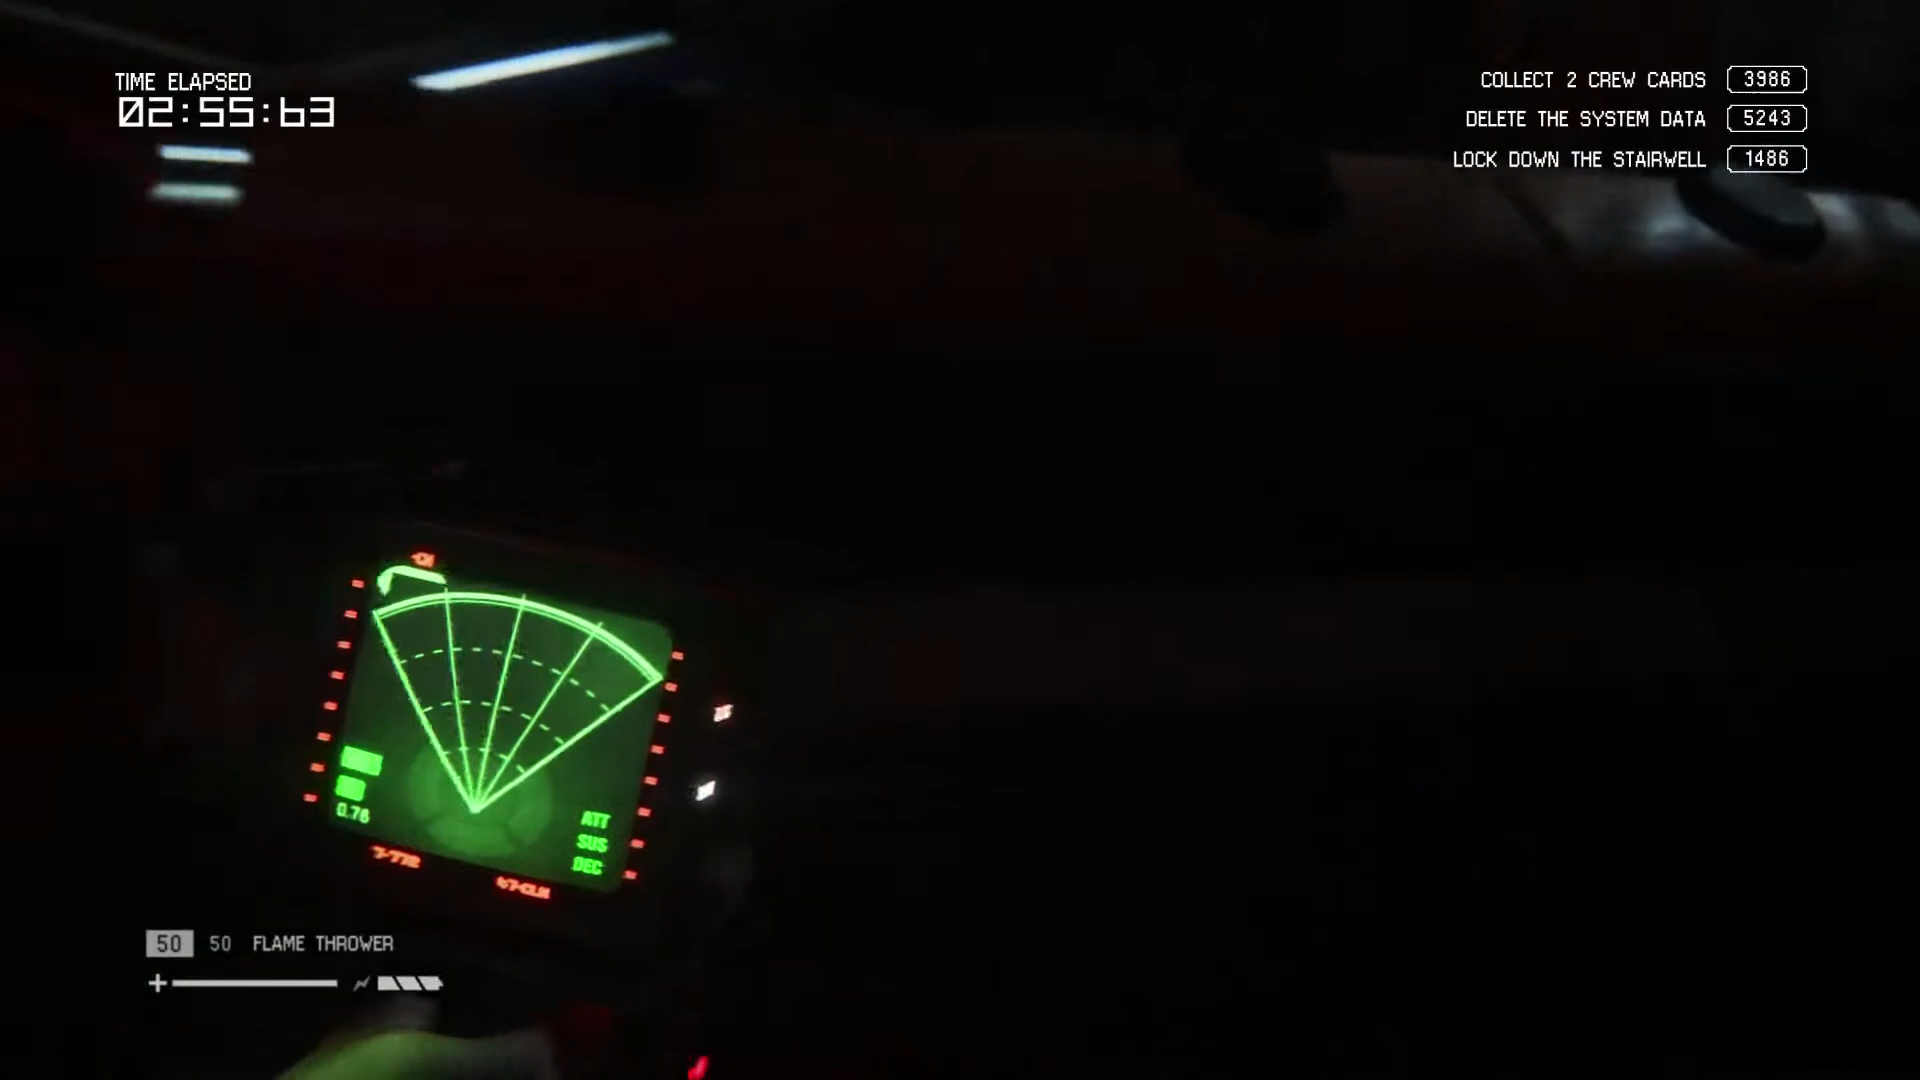 TIME ELAPSED
02:55:63
COLLECT 2 CREW CARDS 3986
DELETE THE SYSTEM DATA 5243
LOCK DOWN THE STAIRWELL 1486
0.76
ATT
SUS
DEC
50 50 FLAME THROWER